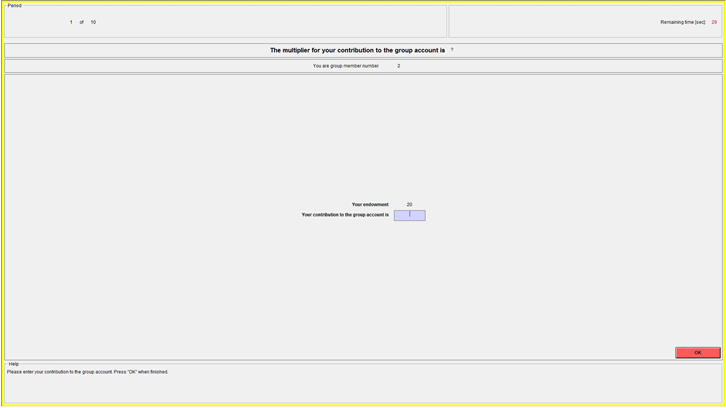 Period
1 of 10
Remaining time [sec]: 29
The multiplier for your contribution to the group account is ?
You are group member number 2
Your endowment 20
Your contribution to the group account is
OK
Help
Please enter your contribution to the group account. Press "OK" when finished.